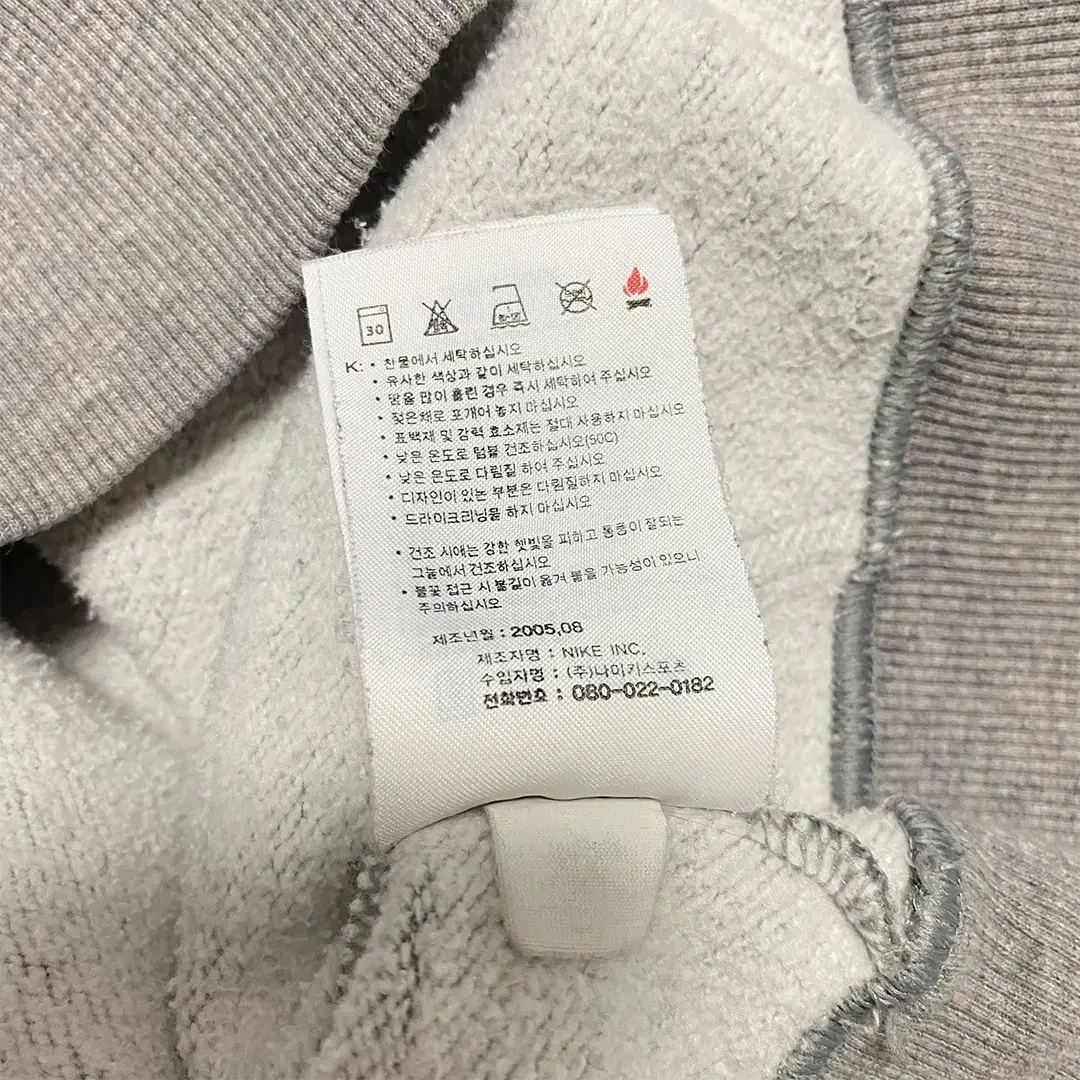 30
K: • 찬물에서 세탁하십시오
• 유사한 색상과 같이 세탁하십시오
• 땀을 많이 흘린 경우 즉시 세탁하여 주십시오
• 젖은채로 포개어 놓지 마십시오
• 표백재 및 강력 효소재는 절대 사용하지 마십시오
• 낮은 온도로 텀블 건조하십시오(50C)
• 낮은 온도로 다림질 하여 주십시오
• 디자인이 있는 부분은 다림질하지 마십시오
• 드라이크리닝을 하지 마십시오
• 건조 시에는 강한 햇빛을 피하고 통풍이 잘되는
그늘에서 건조하십시오
• 불꽃 접근 시 불길이 옮겨 붙을 가능성이 있으니
주의하십시오
제조년월 : 2005,08
제조자명 : NIKE INC.
수입자명 : (주)나이키스포츠
전화번호 : 080-022-0182